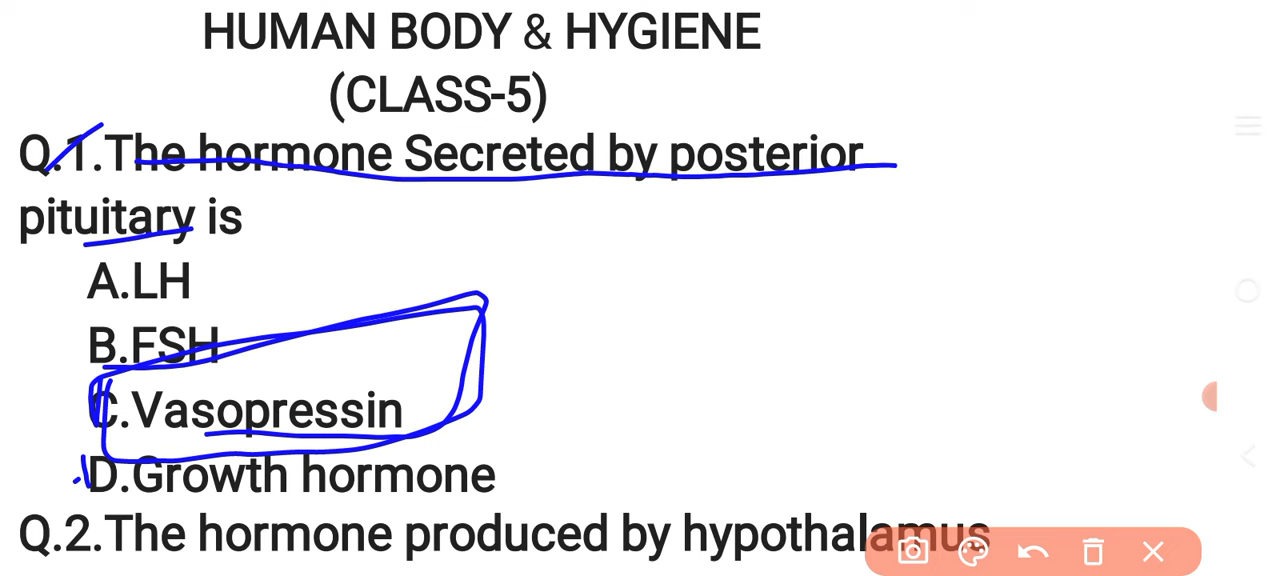 HUMAN BODY & HYGIENE
(CLASS-5)
Q.1.The hormone Secreted by posterior
pituitary is
A.LH
B.FSH
C.Vasopressin
D.Growth hormone
Q.2.The hormone produced by hypothalamus